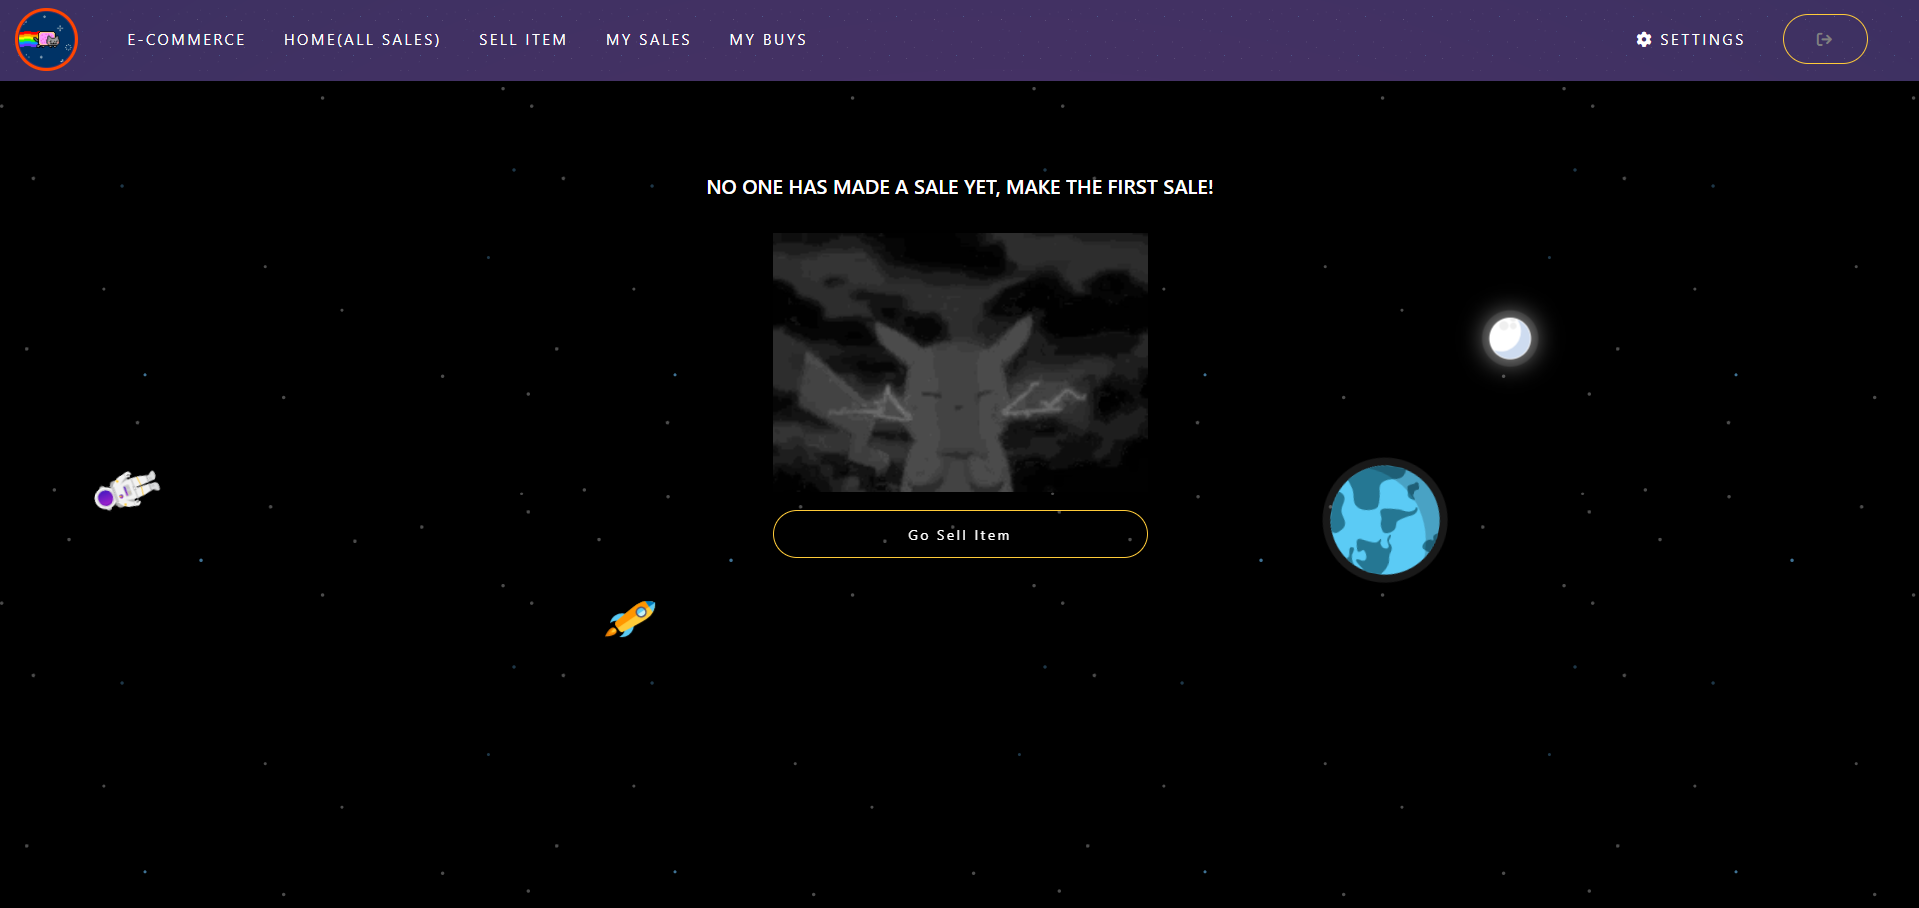 E-COMMERCE
HOME(ALL SALES)
SELL ITEM
MY SALES
MY BUYS
SETTINGS
NO ONE HAS MADE A SALE YET, MAKE THE FIRST SALE!
Go Sell Item